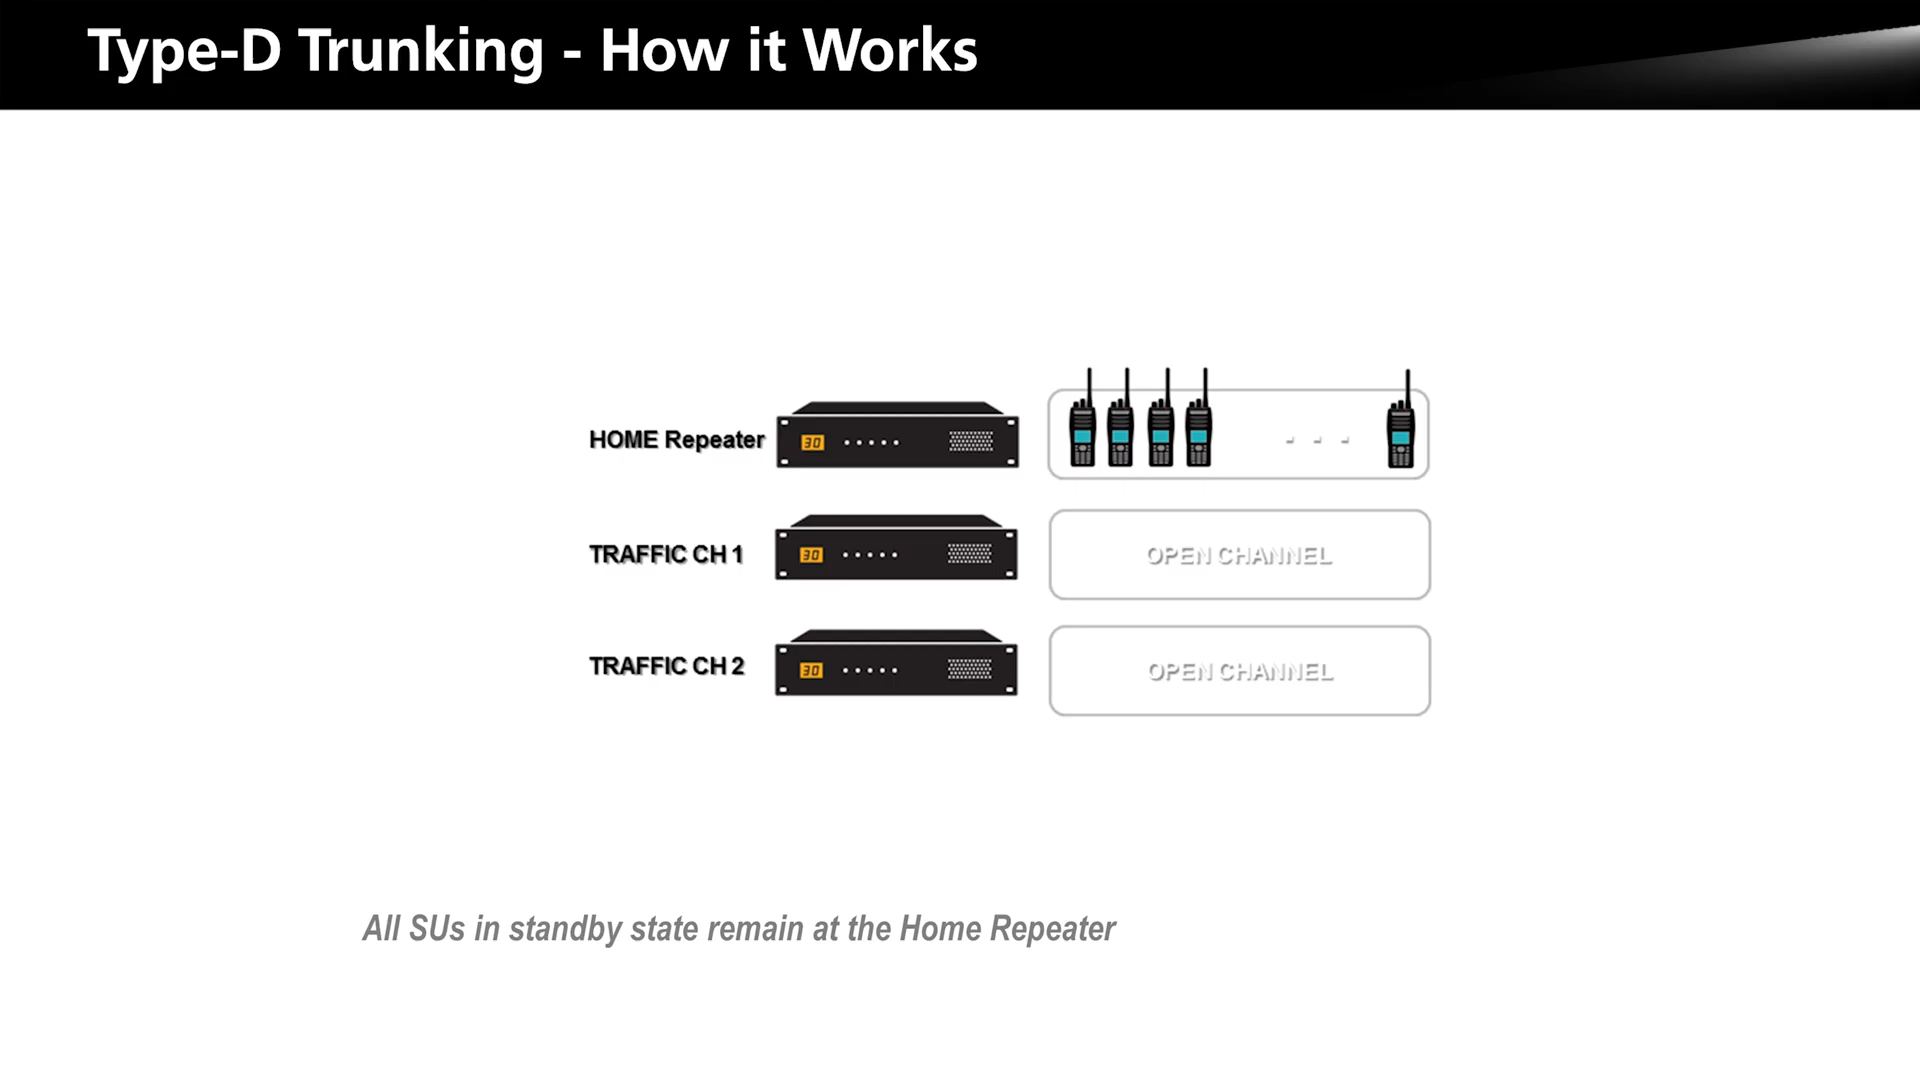 Type-D Trunking - How it Works
HOME Repeater
30
. . .
TRAFFIC CH 1
30
OPEN CHANNEL
TRAFFIC CH 2
30
OPEN CHANNEL
All SUs in standby state remain at the Home Repeater